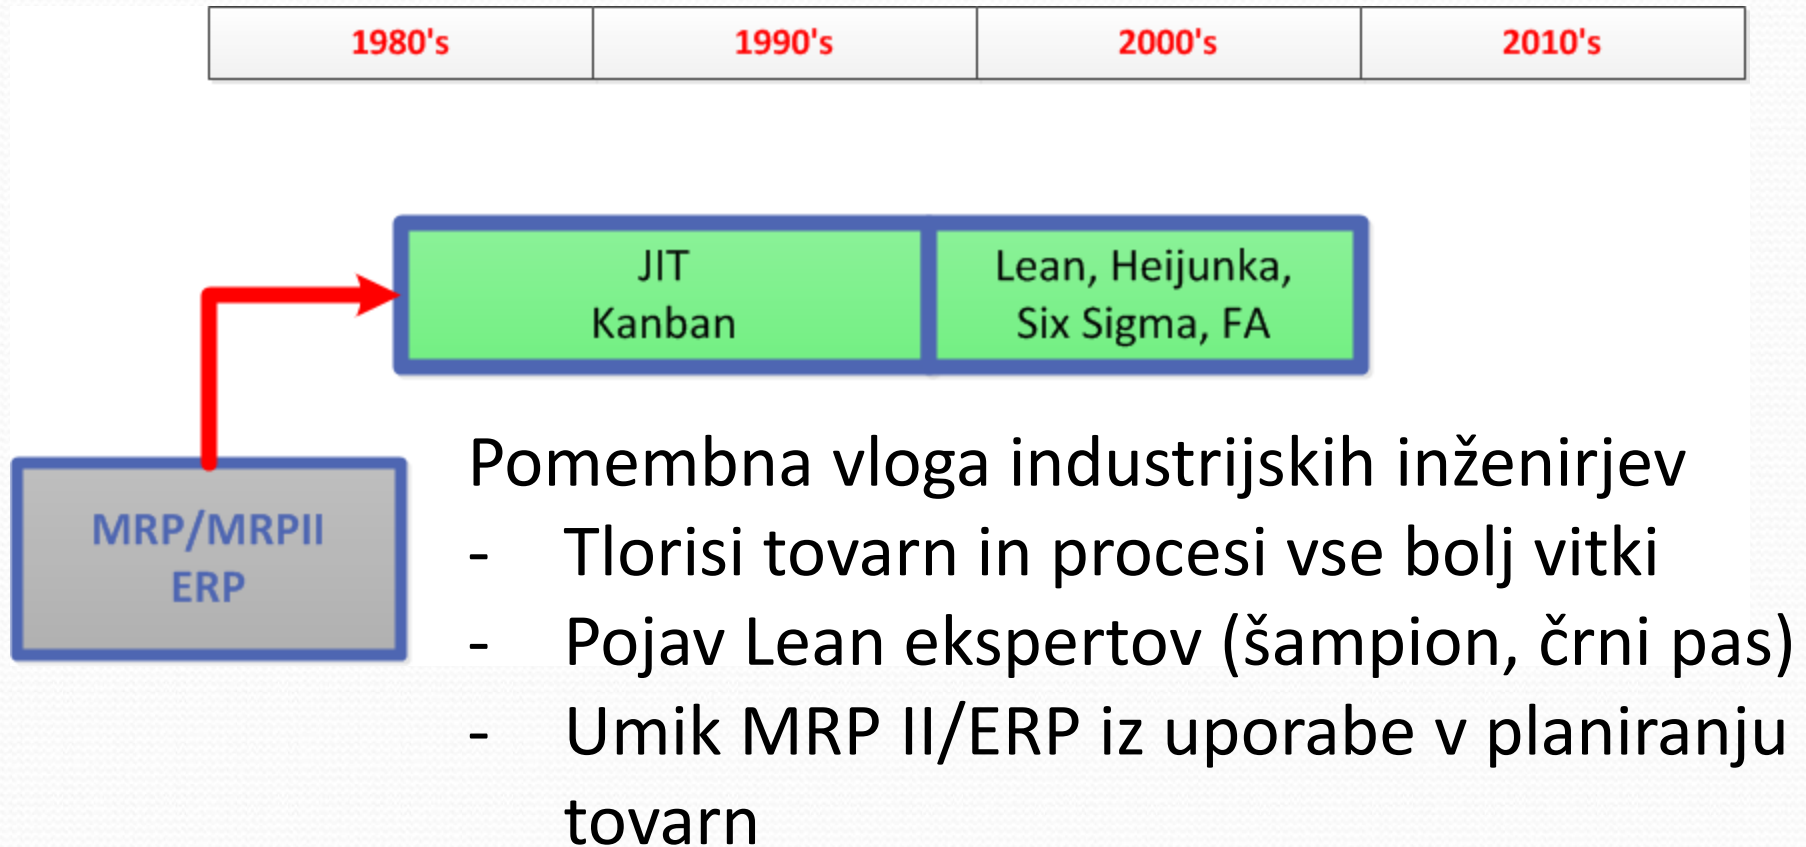 1980's 1990's 2000's 2010's
JIT
Kanban
Lean, Heijunka,
Six Sigma, FA
MRP/MRPII
ERP
Pomembna vloga industrijskih inženirjev
- Tlorisi tovarn in procesi vse bolj vitki
- Pojav Lean ekspertov (šampion, črni pas)
- Umik MRP II/ERP iz uporabe v planiranju
tovarn